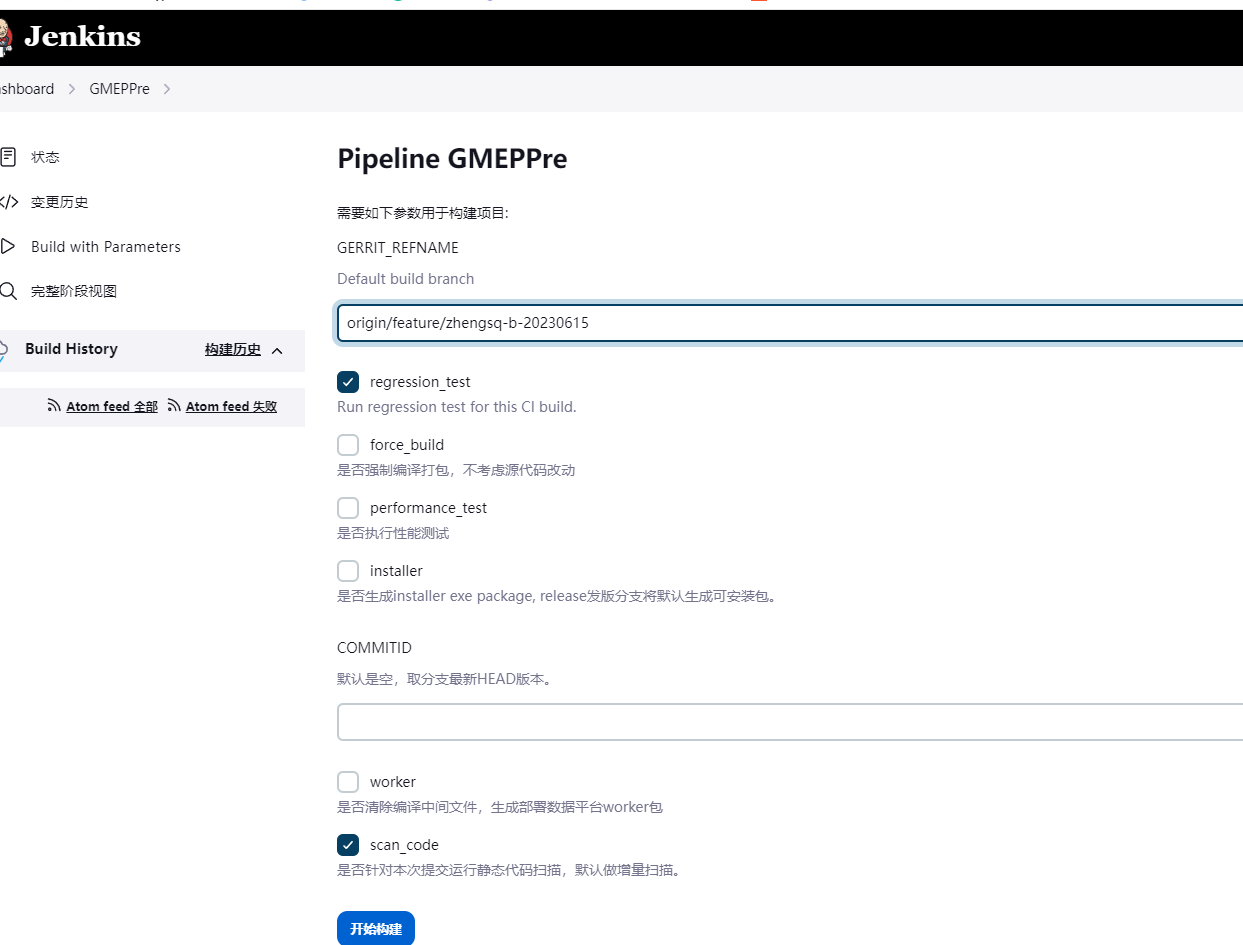 Jenkins
shboard
GMEPPre
状态
变更历史
Build with Parameters
完整阶段视图
Build History
构建历史
Atom feed 全部
Atom feed 失败
Pipeline GMEPPre
需要如下参数用于构建项目:
GERRIT_REFNAME
Default build branch
origin/feature/zhengsq-b-20230615
regression_test
Run regression test for this CI build.
force_build
是否强制编译打包，不考虑源代码改动
performance_test
是否执行性能测试
installer
是否生成installer exe package, release发版分支将默认生成可安装包。
COMMITID
默认是空，取分支最新HEAD版本。
worker
是否清除编译中间文件，生成部署数据平台worker包
scan_code
是否针对本次提交运行静态代码扫描，默认做增量扫描。
开始构建